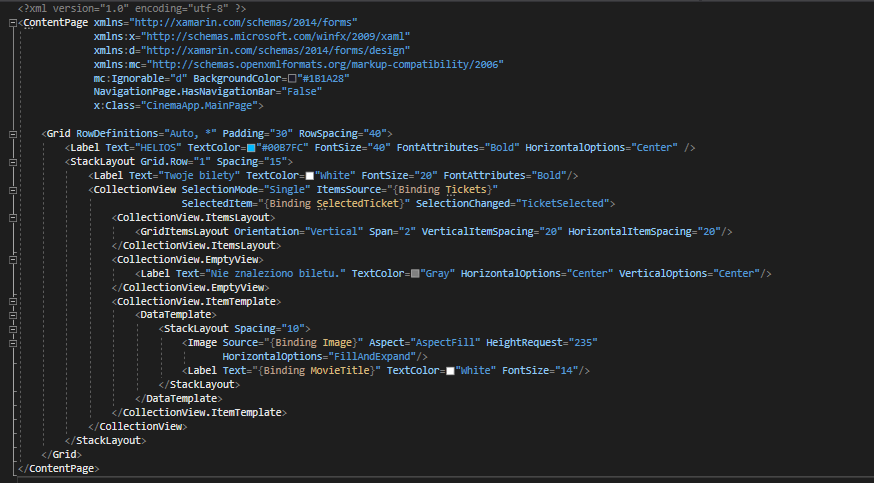 <?xml version="1.0" encoding="utf-8" ?>
<ContentPage xmlns="http://xamarin.com/schemas/2014/forms"
xmlns:x="http://schemas.microsoft.com/winfx/2009/xaml"
xmlns:d="http://xamarin.com/schemas/2014/forms/design"
xmlns:mc="http://schemas.openxmlformats.org/markup-compatibility/2006"
mc:Ignorable="d" BackgroundColor="#1B1A28"
NavigationPage.HasNavigationBar="False"
x:Class="CinemaApp.MainPage">
<Grid RowDefinitions="Auto, *" Padding="30" RowSpacing="40">
<Label Text="HELIOS" TextColor="#00B7FC" FontSize="40" FontAttributes="Bold" HorizontalOptions="Center" />
<StackLayout Grid.Row="1" Spacing="15">
<Label Text="Twoje bilety" TextColor="White" FontSize="20" FontAttributes="Bold"/>
<CollectionView SelectionMode="Single" ItemsSource="{Binding Tickets}"
SelectedItem="{Binding SelectedTicket}" SelectionChanged="TicketSelected">
<CollectionView.ItemsLayout>
<GridItemsLayout Orientation="Vertical" Span="2" VerticalItemSpacing="20" HorizontalItemSpacing="20"/>
</CollectionView.ItemsLayout>
<CollectionView.EmptyView>
<Label Text="Nie znaleziono biletu." TextColor="Gray" HorizontalOptions="Center" VerticalOptions="Center"/>
</CollectionView.EmptyView>
<CollectionView.ItemTemplate>
<DataTemplate>
<StackLayout Spacing="10">
<Image Source="{Binding Image}" Aspect="AspectFill" HeightRequest="235"
HorizontalOptions="FillAndExpand"/>
<Label Text="{Binding MovieTitle}" TextColor="White" FontSize="14"/>
</StackLayout>
</DataTemplate>
</CollectionView.ItemTemplate>
</CollectionView>
</StackLayout>
</Grid>
</ContentPage>